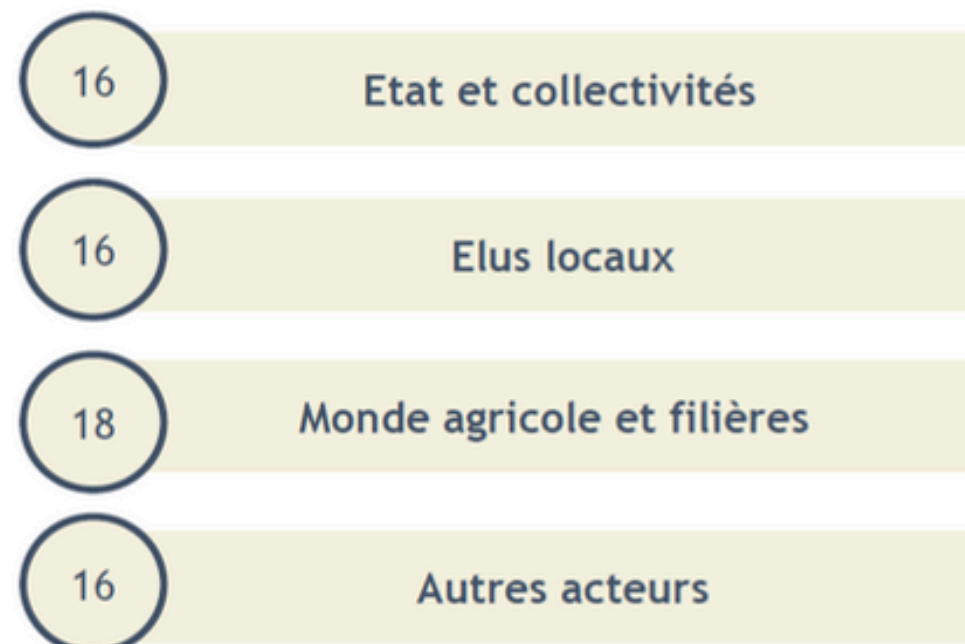 16 Etat et collectivités
16 Elus locaux
18 Monde agricole et filières
16 Autres acteurs